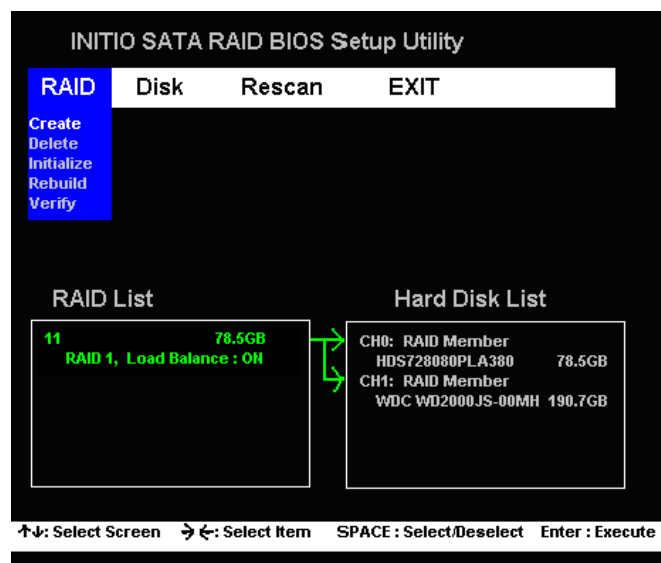 INITIO SATA RAID BIOS Setup Utility
RAID Disk Rescan EXIT
Create
Delete
Initialize
Rebuild
Verify
RAID List
11 78.5GB
RAID 1, Load Balance : ON
Hard Disk List
CH0: RAID Member
HDS728080PLA380 78.5GB
CH1: RAID Member
WDC WD2000JS-00MH 190.7GB
↑↓: Select Screen →←: Select Item SPACE : Select/Deselect Enter : Execute